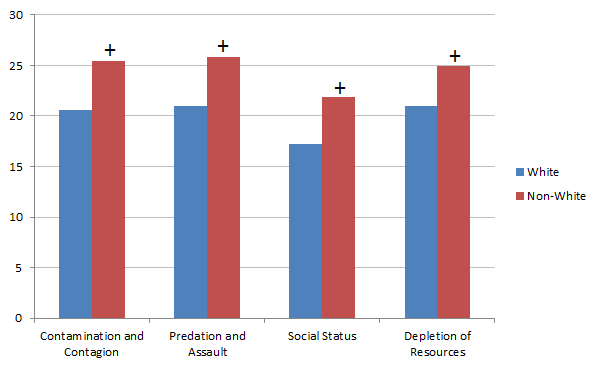 30
25
20
15
10
5
0
+
+
+
+
White
Non-White
Contamination and
Contagion
Predation and
Assault
Social Status
Depletion of
Resources